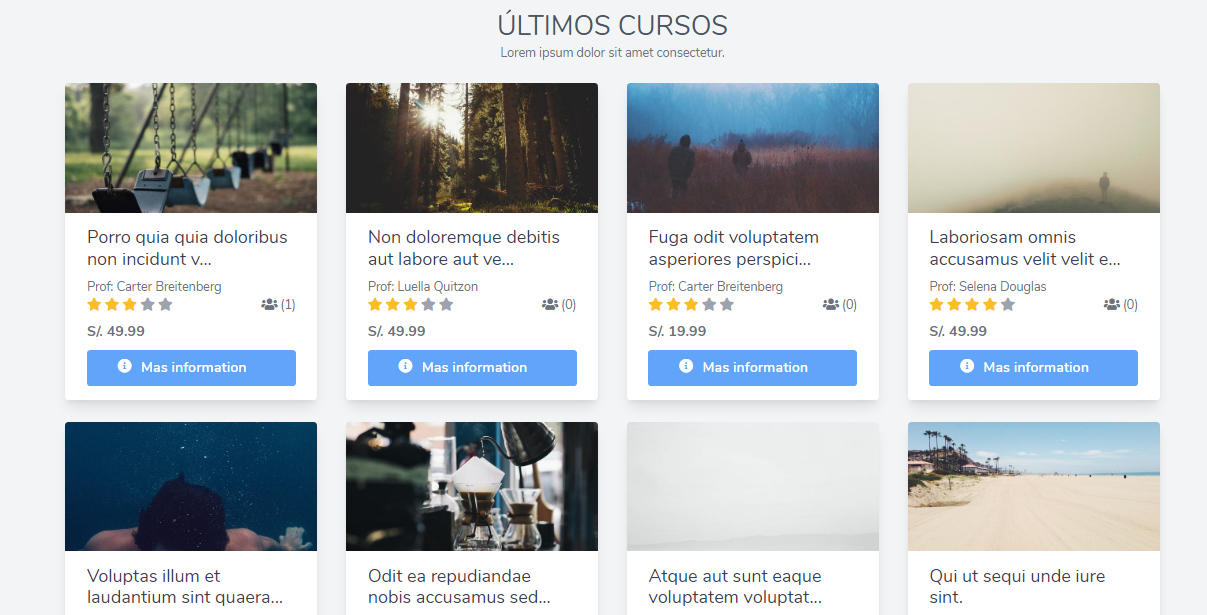 ÚLTIMOS CURSOS
Lorem ipsum dolor sit amet consectetur.
Porro quia quia doloribus
non incidunt v...
Prof: Carter Breitenberg
(1)
S/. 49.99
Mas information
Non doloremque debitis
aut labore aut ve...
Prof: Luella Quitzon
(0)
S/. 49.99
Mas information
Fuga odit voluptatem
asperiores perspici...
Prof: Carter Breitenberg
(0)
S/. 19.99
Mas information
Laboriosam omnis
accusamus velit velit e...
Prof: Selena Douglas
(0)
S/. 49.99
Mas information
Voluptas illum et
laudantium sint quaera...
Odit ea repudiandae
nobis accusamus sed...
Atque aut sunt eaque
voluptatem voluptat...
Qui ut sequi unde iure
sint.